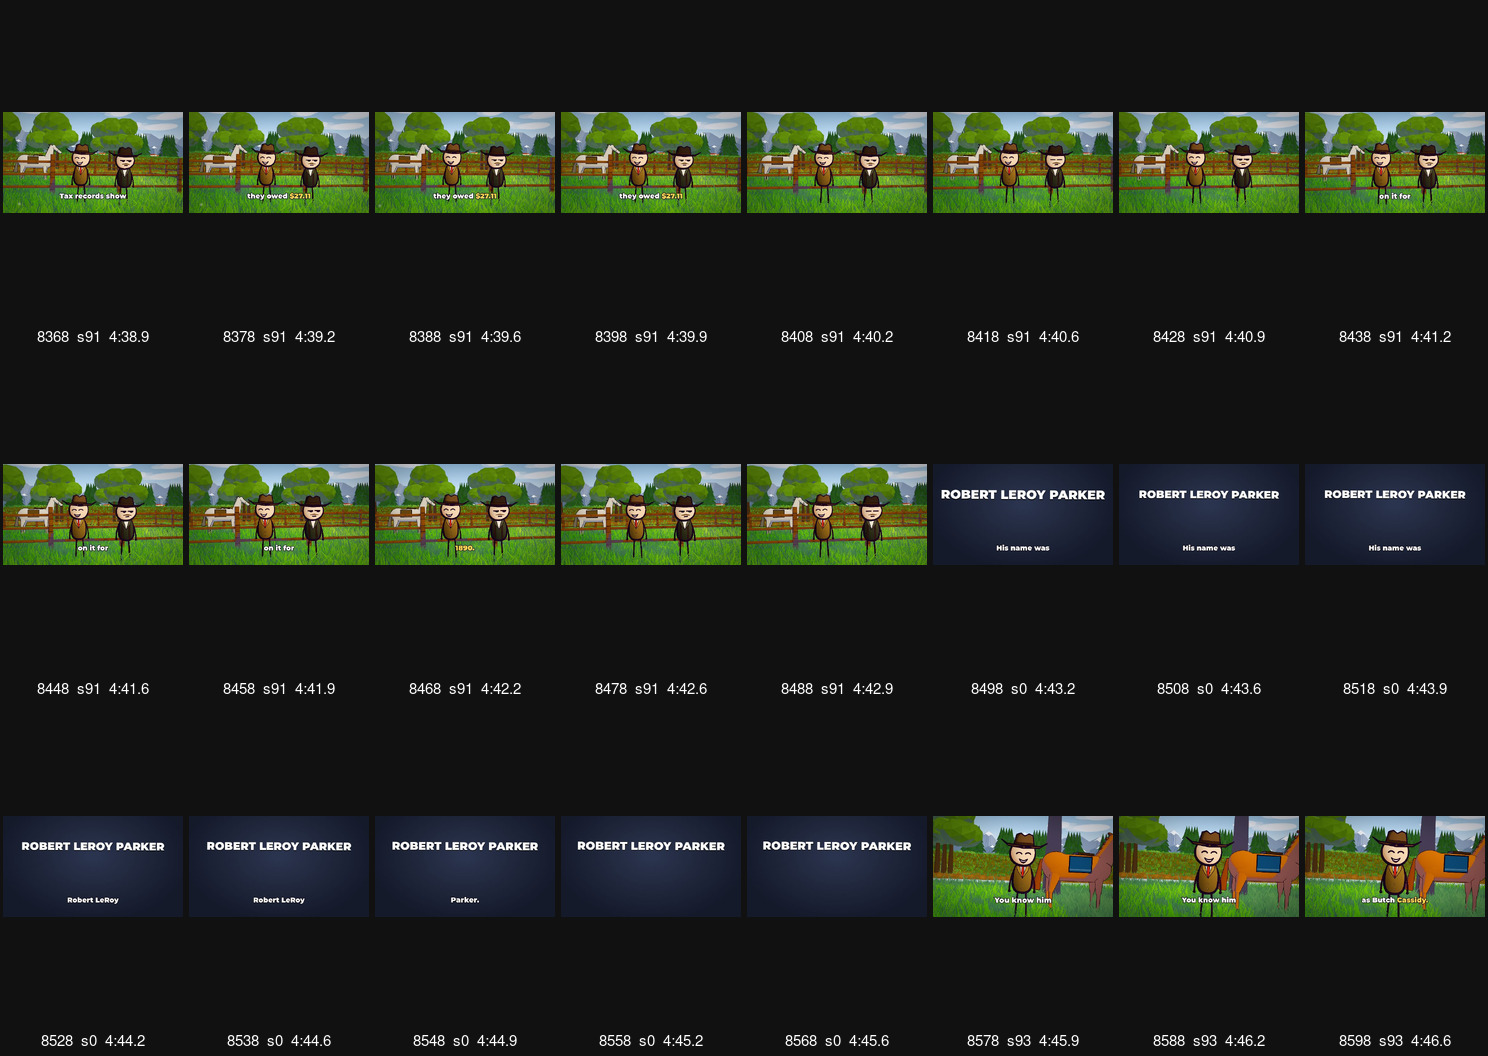 Tax records show
they owed $27.11
they owed $27.11
they owed $27.11
on it for
8368 s91 4:38.9
8378 s91 4:39.2
8388 s91 4:39.6
8398 s91 4:39.9
8408 s91 4:40.2
8418 s91 4:40.6
8428 s91 4:40.9
8438 s91 4:41.2
on it for
on it for
1890.
ROBERT LEROY PARKER
His name was
ROBERT LEROY PARKER
His name was
ROBERT LEROY PARKER
His name was
8448 s91 4:41.6
8458 s91 4:41.9
8468 s91 4:42.2
8478 s91 4:42.6
8488 s91 4:42.9
8498 s0 4:43.2
8508 s0 4:43.6
8518 s0 4:43.9
ROBERT LEROY PARKER
Robert LeRoy
ROBERT LEROY PARKER
Robert LeRoy
ROBERT LEROY PARKER
Parker.
ROBERT LEROY PARKER
ROBERT LEROY PARKER
You know him
You know him
as Butch Cassidy.
8528 s0 4:44.2
8538 s0 4:44.6
8548 s0 4:44.9
8558 s0 4:45.2
8568 s0 4:45.6
8578 s93 4:45.9
8588 s93 4:46.2
8598 s93 4:46.6